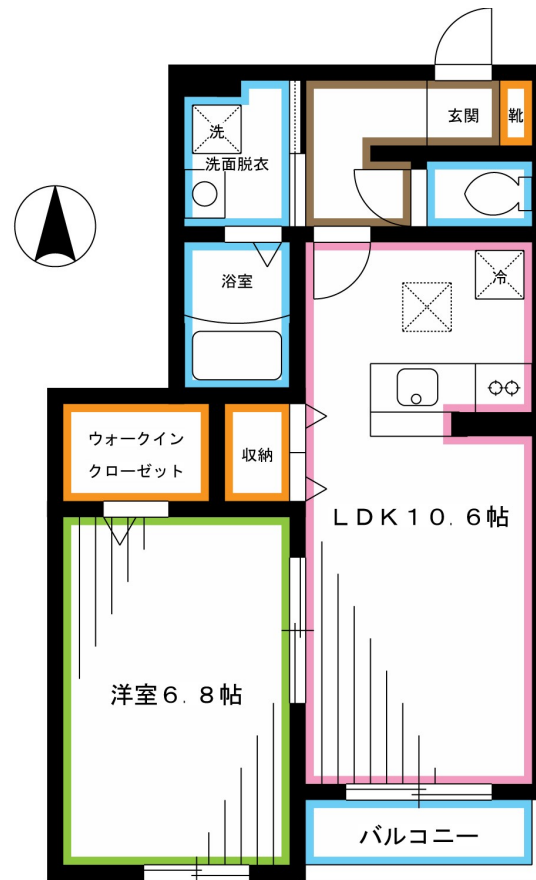 玄関
靴
洗
洗面脱衣
浴室
冷
ウォークイン
クローゼット
収納
LDK10.6帖
洋室6.8帖
バルコニー